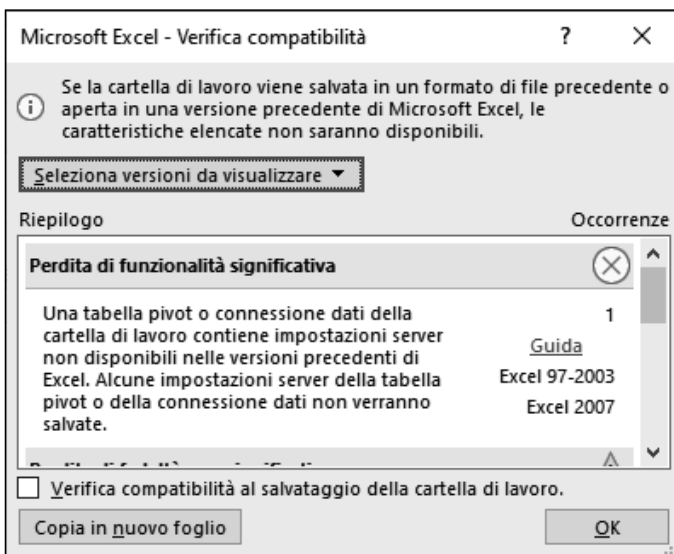 Microsoft Excel - Verifica compatibilità
?
Se la cartella di lavoro viene salvata in un formato di file precedente o
aperta in una versione precedente di Microsoft Excel, le
caratteristiche elencate non saranno disponibili.
Seleziona versioni da visualizzare
Riepilogo Occorrenze
Perdita di funzionalità significativa
Una tabella pivot o connessione dati della 1
cartella di lavoro contiene impostazioni server
non disponibili nelle versioni precedenti di Guida
Excel. Alcune impostazioni server della tabella Excel 97-2003
pivot o della connessione dati non verranno Excel 2007
salvate.
Verifica compatibilità al salvataggio della cartella di lavoro.
Copia in nuovo foglio OK